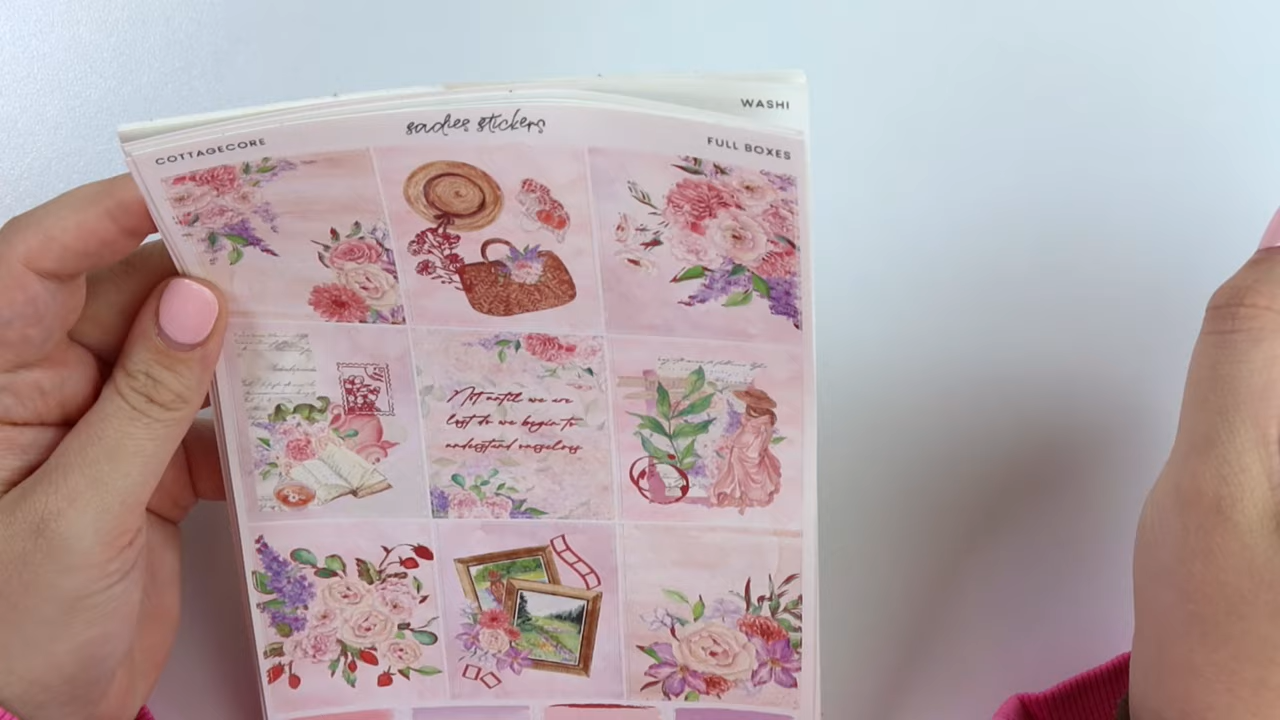 WASHI
sadies stickers
COTTAGECORE
FULL BOXES
Not until we are
lost do we begin to
understand ourselves